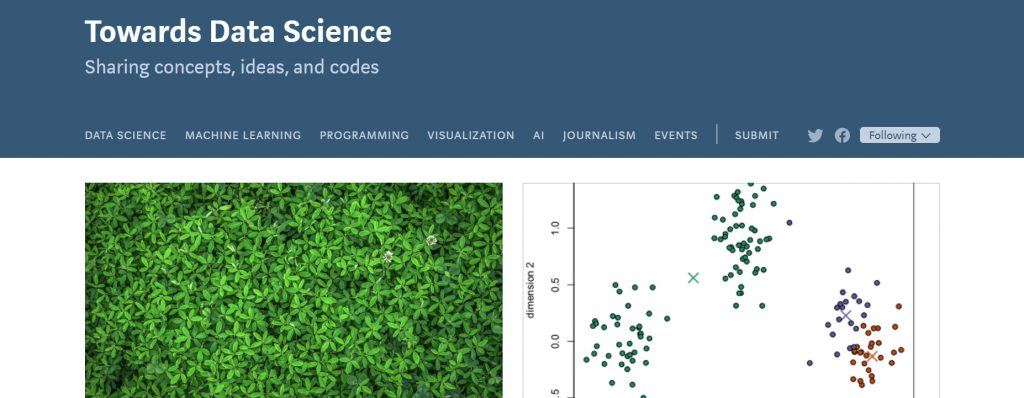 Towards Data Science
Sharing concepts, ideas, and codes
DATA SCIENCE MACHINE LEARNING PROGRAMMING VISUALIZATION AI JOURNALISM EVENTS SUBMIT Following
dimension 2
1.0
0.5
0.0
.5